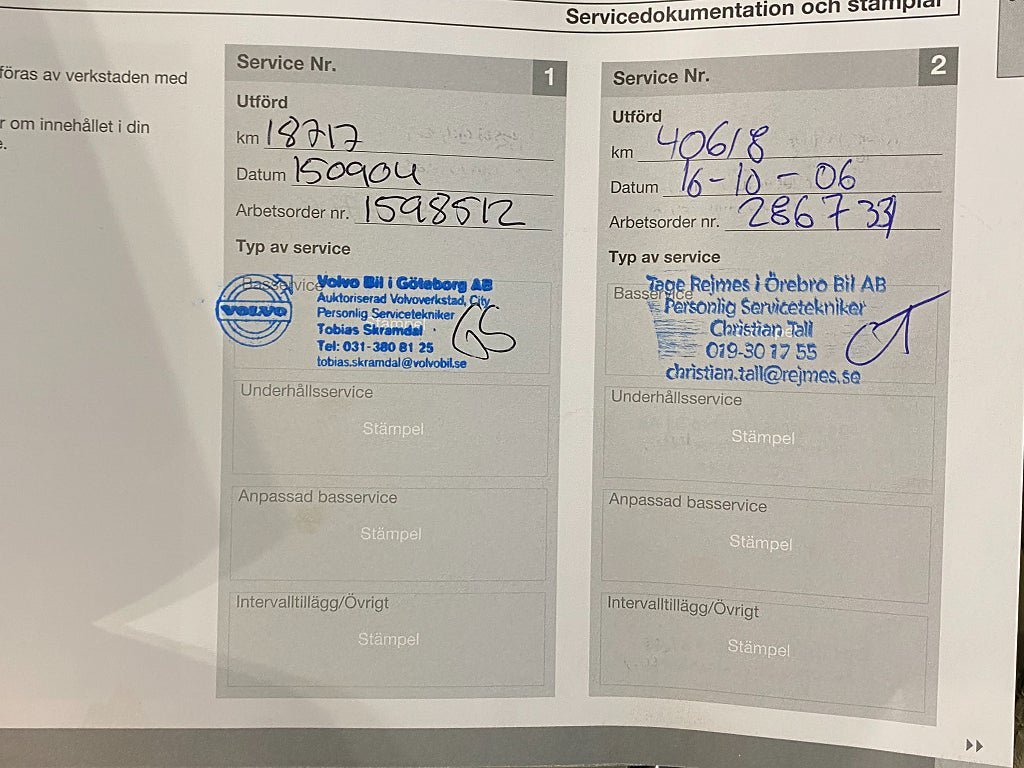 Servicedokumentation och stämplar
föras av verkstaden med
r om innehållet i din
e.
Service Nr.
1
Utförd
km 18717
Datum 150904
Arbetsorder nr. 1598512
Typ av service
Basservice
VOLVO
Volvo Bil i Göteborg AB
Auktoriserad Volvoverkstad, City
Personlig Servicetekniker
Tobias Skramdal
Tel: 031-380 81 25
tobias.skramdal@volvobil.se
Underhållsservice
Stämpel
Anpassad basservice
Stämpel
Intervalltillägg/Övrigt
Stämpel
Service Nr.
2
Utförd
km 40618
Datum 16-10-06
Arbetsorder nr. 286733
Typ av service
Basservice
Tage Rejmes i Örebro Bil AB
Personlig Servicetekniker
Christian Tall
019-30 17 55
christian.tall@rejmes.se
Underhållsservice
Stämpel
Anpassad basservice
Stämpel
Intervalltillägg/Övrigt
Stämpel